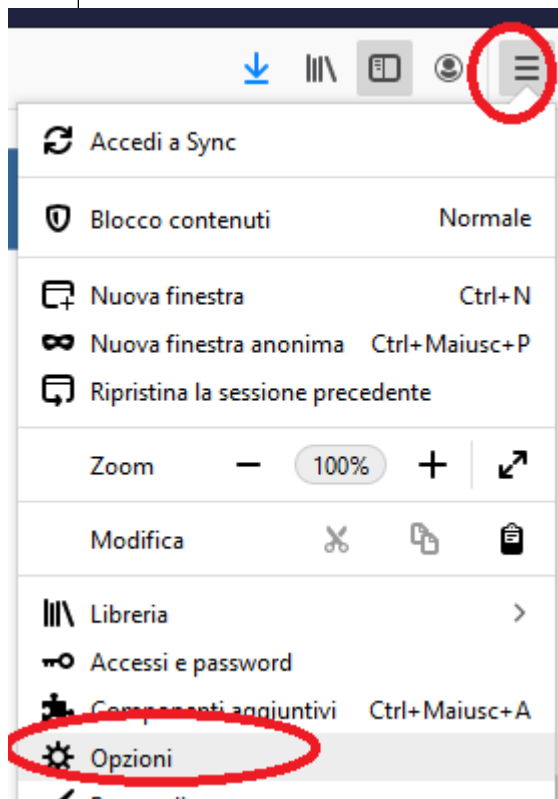 Accedi a Sync
Blocco contenuti Normale
Nuova finestra Ctrl+N
Nuova finestra anonima Ctrl+Maiusc+P
Ripristina la sessione precedente
Zoom − 100% +
Modifica
Libreria >
Accessi e password
Componenti aggiuntivi Ctrl+Maiusc+A
Opzioni